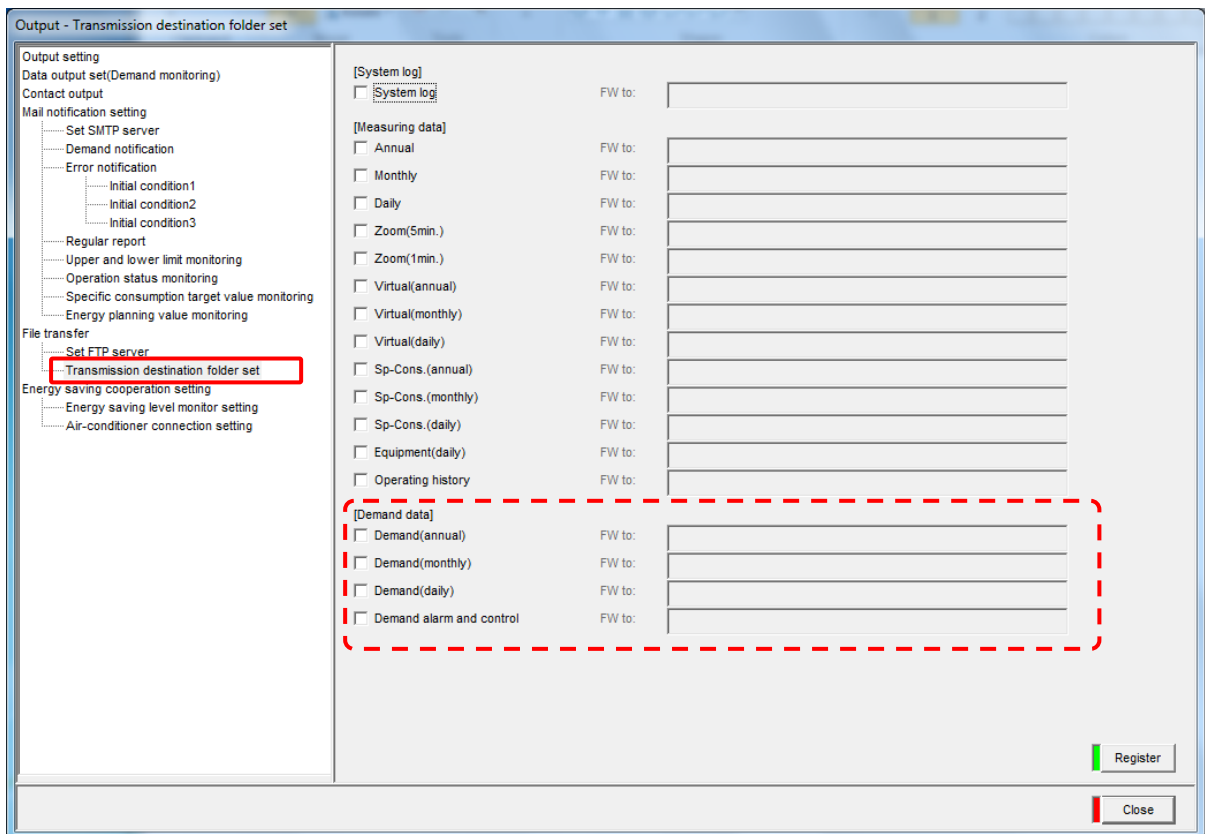 Output - Transmission destination folder set
Output setting
Data output set(Demand monitoring)
Contact output
Mail notification setting
Set SMTP server
Demand notification
Error notification
Initial condition1
Initial condition2
Initial condition3
Regular report
Upper and lower limit monitoring
Operation status monitoring
Specific consumption target value monitoring
Energy planning value monitoring
File transfer
Set FTP server
Transmission destination folder set
Energy saving cooperation setting
Energy saving level monitor setting
Air-conditioner connection setting
[System log]
System log FW to:
[Measuring data]
Annual FW to:
Monthly FW to:
Daily FW to:
Zoom(5min.) FW to:
Zoom(1min.) FW to:
Virtual(annual) FW to:
Virtual(monthly) FW to:
Virtual(daily) FW to:
Sp-Cons.(annual) FW to:
Sp-Cons.(monthly) FW to:
Sp-Cons.(daily) FW to:
Equipment(daily) FW to:
Operating history FW to:
[Demand data]
Demand(annual) FW to:
Demand(monthly) FW to:
Demand(daily) FW to:
Demand alarm and control FW to:
Register
Close